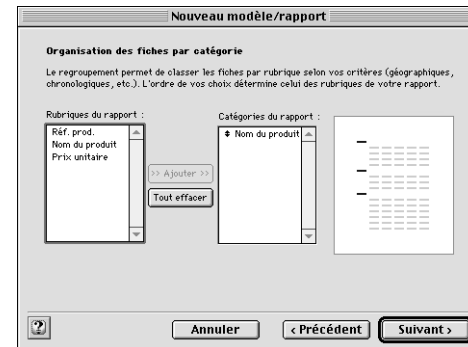 Nouveau modèle/rapport
Organisation des fiches par catégorie
Le regroupement permet de classer les fiches par rubrique selon vos critères (géographiques,
chronologiques, etc.). L'ordre de vos choix détermine celui des rubriques de votre rapport.
Rubriques du rapport :
Réf. prod.
Nom du produit
Prix unitaire
>> Ajouter >>
Tout effacer
Catégories du rapport :
Nom du produit
?
Annuler
‹ Précédent
Suivant ›